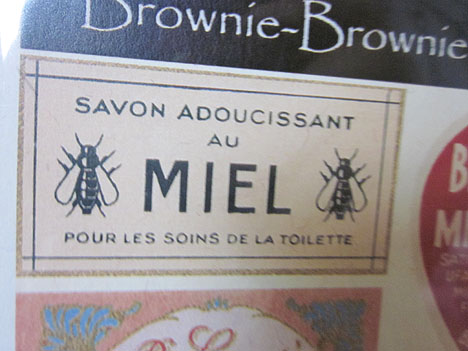 Brownie-Brownie
SAVON ADOUCISSANT
AU
MIEL
POUR LES SOINS DE LA TOILETTE